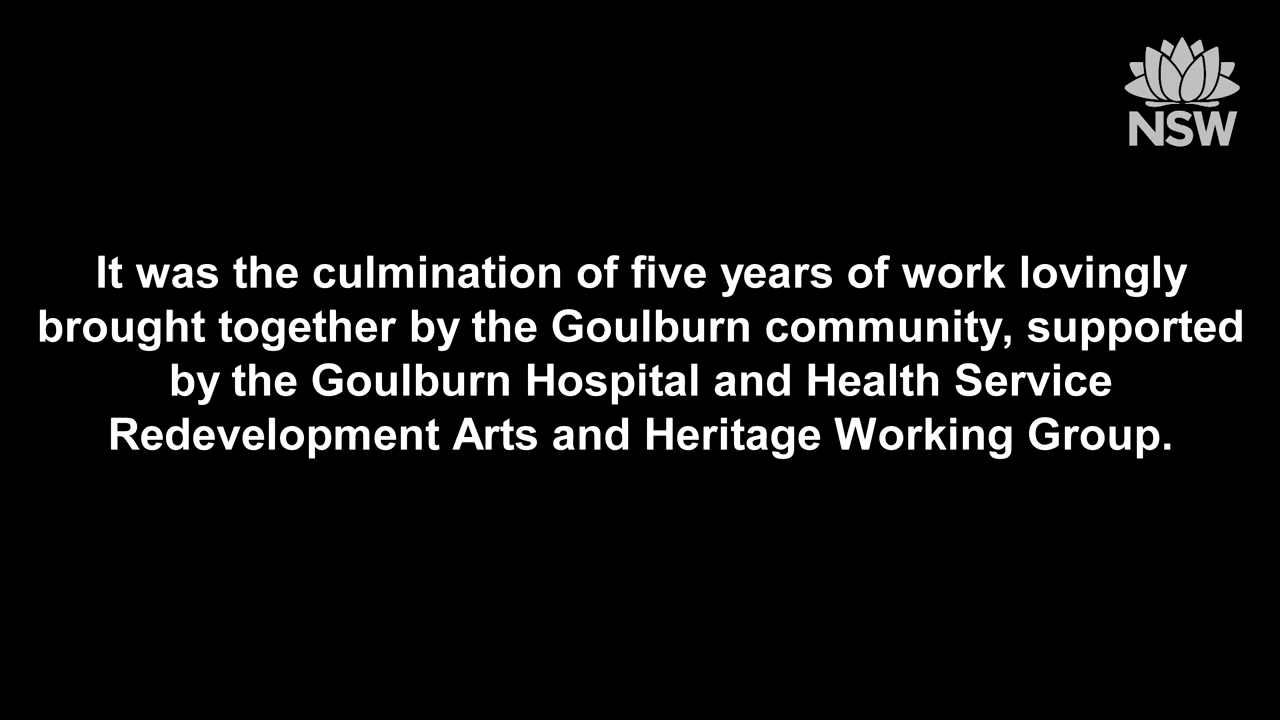 NSW
It was the culmination of five years of work lovingly
brought together by the Goulburn community, supported
by the Goulburn Hospital and Health Service
Redevelopment Arts and Heritage Working Group.